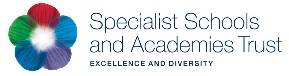 Specialist Schools
and Academies Trust
EXCELLENCE AND DIVERSITY